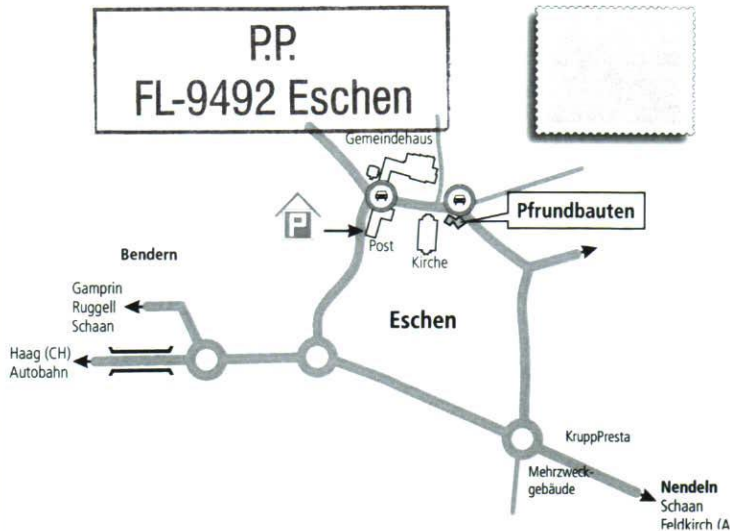 P.P.
FL-9492 Eschen
Gemeindehaus
Pfrundbauten
P
Post
Kirche
Bendern
Gamprin
Ruggell
Schaan
Eschen
Haag (CH)
Autobahn
KruppPresta
Mehrzweck-
gebäude
Nendeln
Schaan
Feldkirch (A